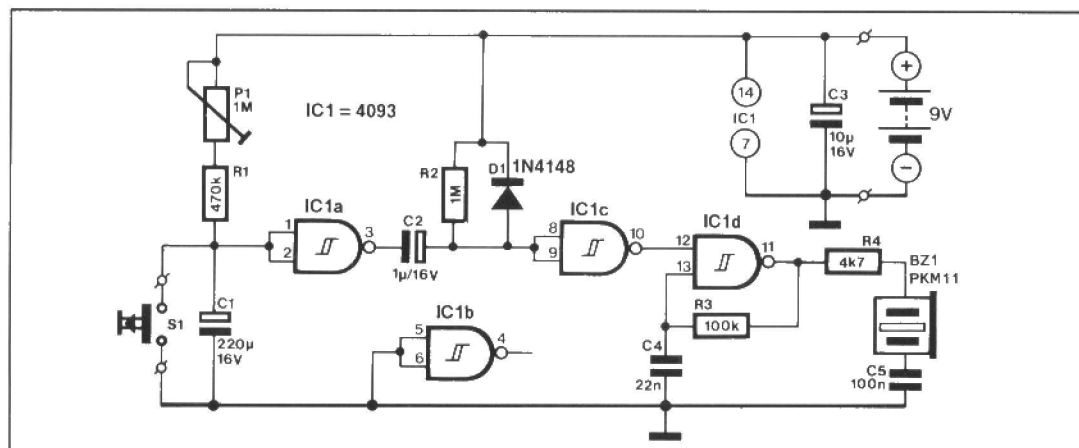 P1
1M
IC1 = 4093
R1
470k
S1
C1
220µ
16V
IC1a
1
2
3
C2
1µ/16V
R2
1M
D1
1N4148
IC1b
5
6
4
IC1c
8
9
10
IC1d
12
13
11
R3
100k
C4
22n
R4
4k7
BZ1
PKM11
C5
100n
14
IC1
7
C3
10µ
16V
+
9V
−